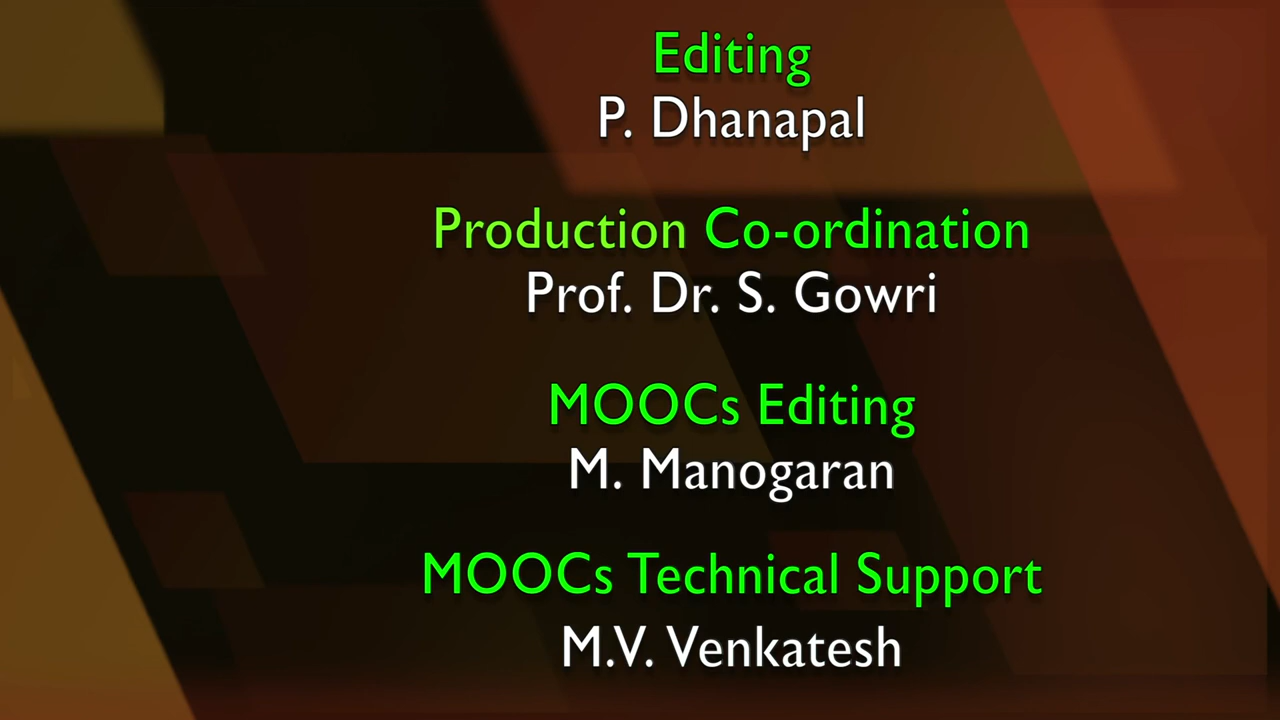 Editing
P. Dhanapal
Production Co-ordination
Prof. Dr. S. Gowri
MOOCs Editing
M. Manogaran
MOOCs Technical Support
M.V. Venkatesh